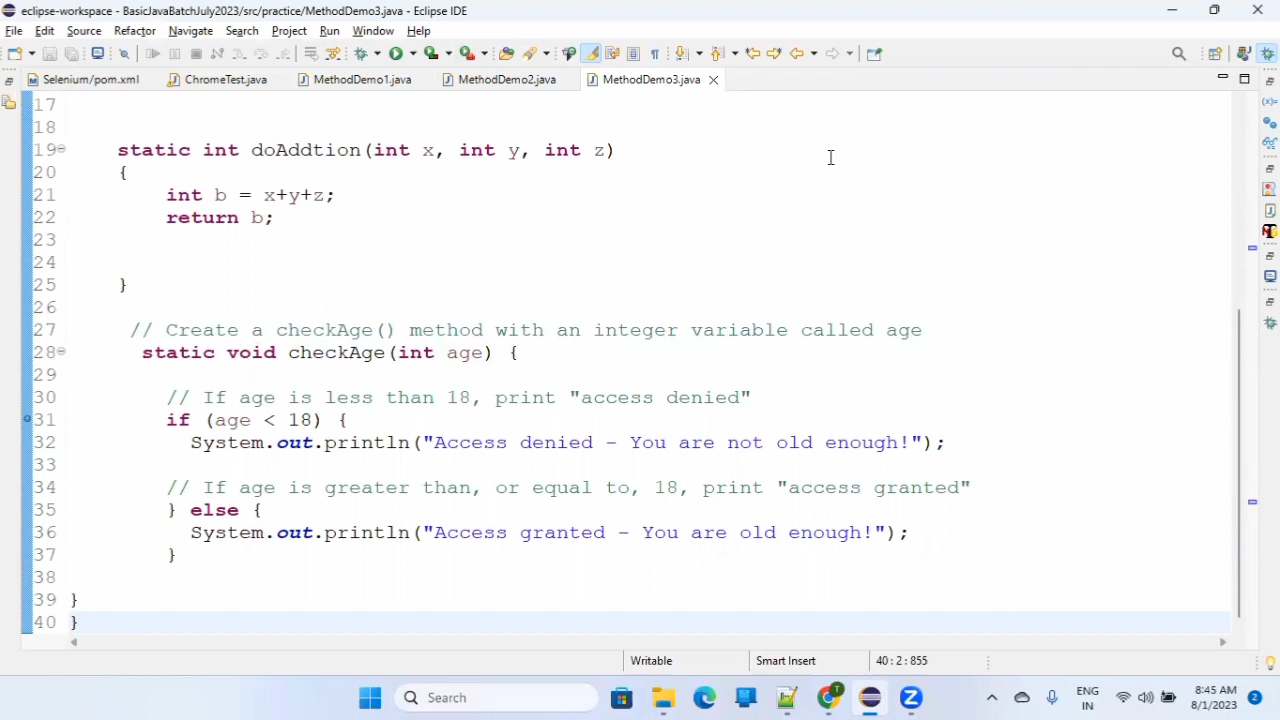 eclipse-workspace - BasicJavaBatchJuly2023/src/practice/MethodDemo3.java - Eclipse IDE
File Edit Source Refactor Navigate Search Project Run Window Help
Selenium/pom.xml ChromeTest.java MethodDemo1.java MethodDemo2.java MethodDemo3.java
17
18
19 static int doAddtion(int x, int y, int z)
20 {
21 int b = x+y+z;
22 return b;
23
24
25 }
26
27 // Create a checkAge() method with an integer variable called age
28 static void checkAge(int age) {
29
30 // If age is less than 18, print "access denied"
31 if (age < 18) {
32 System.out.println("Access denied - You are not old enough!");
33
34 // If age is greater than, or equal to, 18, print "access granted"
35 } else {
36 System.out.println("Access granted - You are old enough!");
37 }
38
39 }
40 }
Writable Smart Insert 40:2:855
Search
ENG
IN
8:45 AM
8/1/2023
2